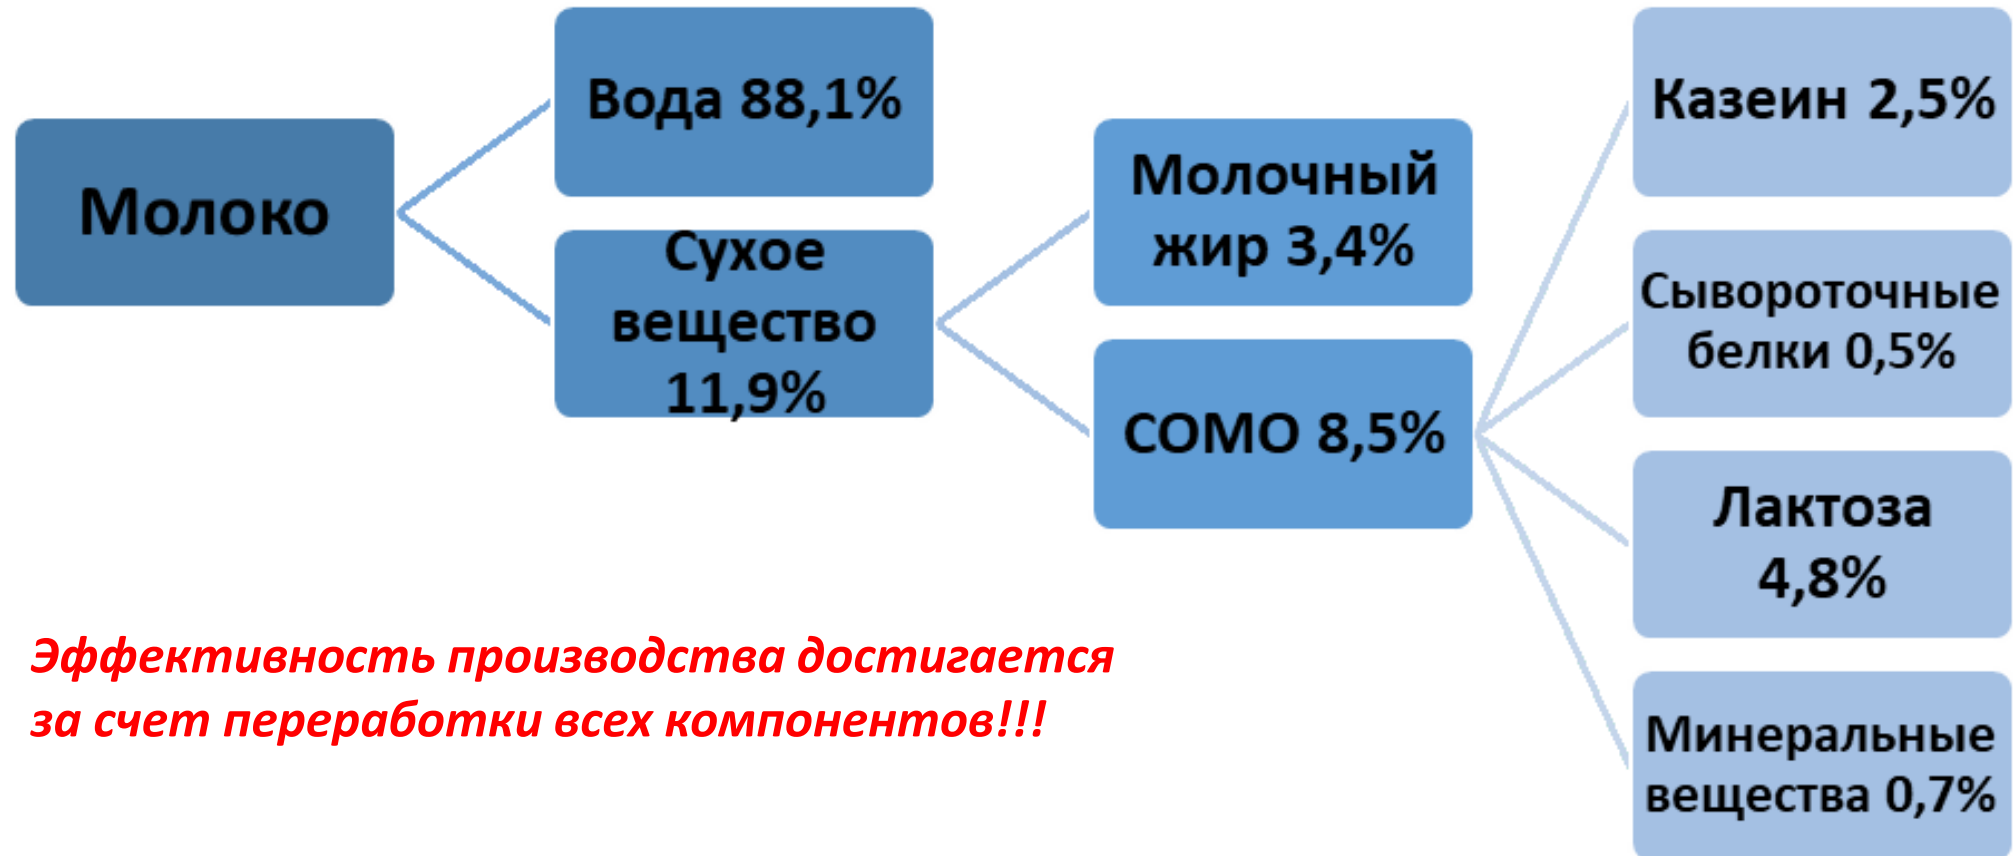 Молоко
Вода 88,1%
Сухое
вещество
11,9%
Молочный
жир 3,4%
СОМО 8,5%
Казеин 2,5%
Сывороточные
белки 0,5%
Лактоза
4,8%
Минеральные
вещества 0,7%
Эффективность производства достигается
за счет переработки всех компонентов!!!